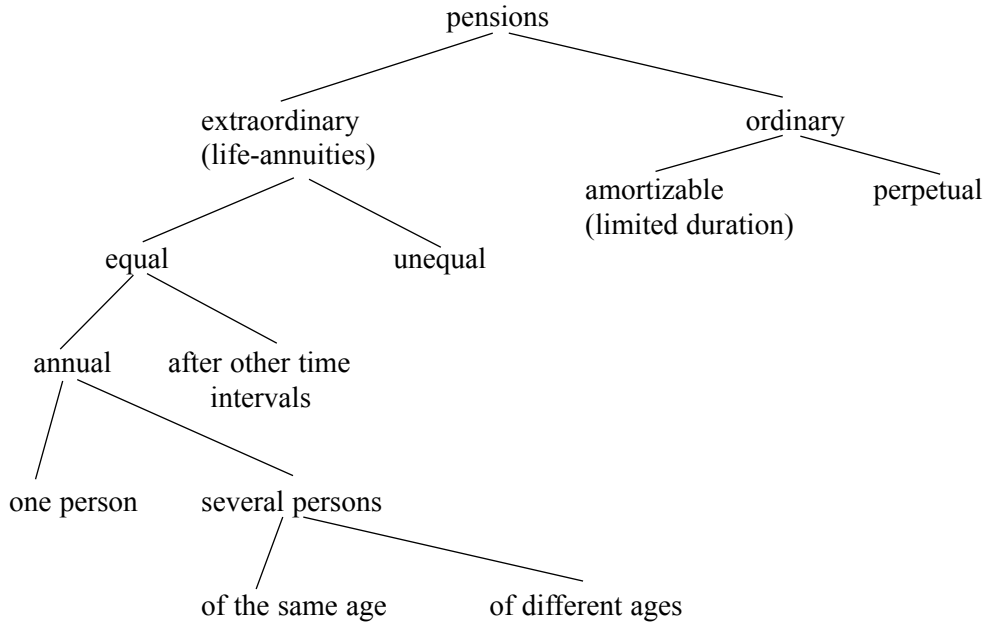 pensions
extraordinary
(life-annuities)
ordinary
amortizable
(limited duration)
perpetual
equal
unequal
annual
after other time
intervals
one person
several persons
of the same age
of different ages